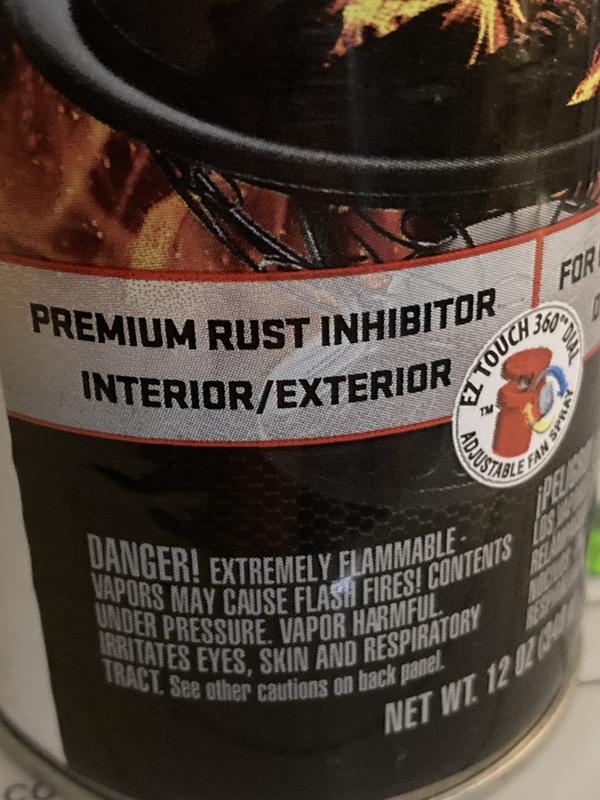 PREMIUM RUST INHIBITOR
INTERIOR/EXTERIOR
FOR
EZ TOUCH 360° DIAL
TM
ADJUSTABLE FAN SPRAY
DANGER! EXTREMELY FLAMMABLE -
VAPORS MAY CAUSE FLASH FIRES! CONTENTS
UNDER PRESSURE. VAPOR HARMFUL.
IRRITATES EYES, SKIN AND RESPIRATORY
TRACT. See other cautions on back panel.
NET WT. 12 OZ
LOS